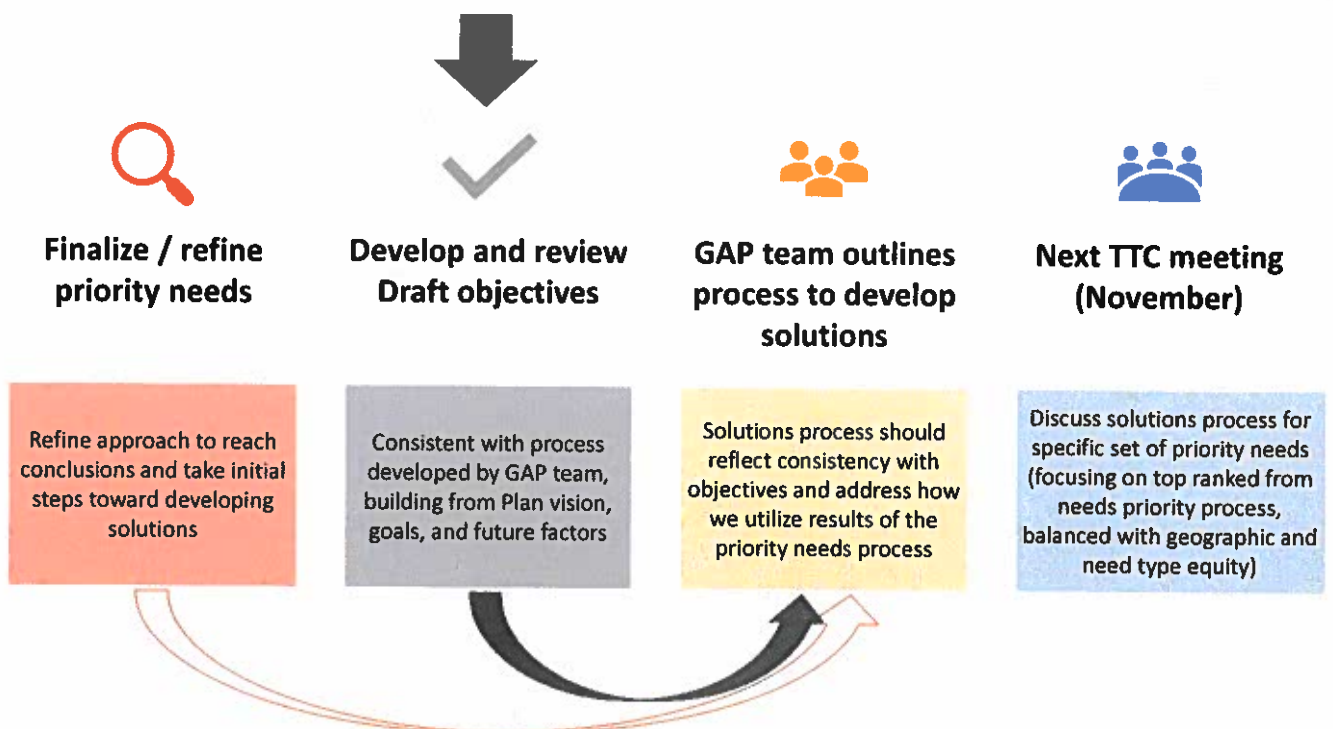 Finalize / refine
priority needs
Refine approach to reach
conclusions and take initial
steps toward developing
solutions
Develop and review
Draft objectives
Consistent with process
developed by GAP team,
building from Plan vision,
goals, and future factors
GAP team outlines
process to develop
solutions
Solutions process should
reflect consistency with
objectives and address how
we utilize results of the
priority needs process
Next TTC meeting
(November)
Discuss solutions process for
specific set of priority needs
(focusing on top ranked from
needs priority process,
balanced with geographic and
need type equity)